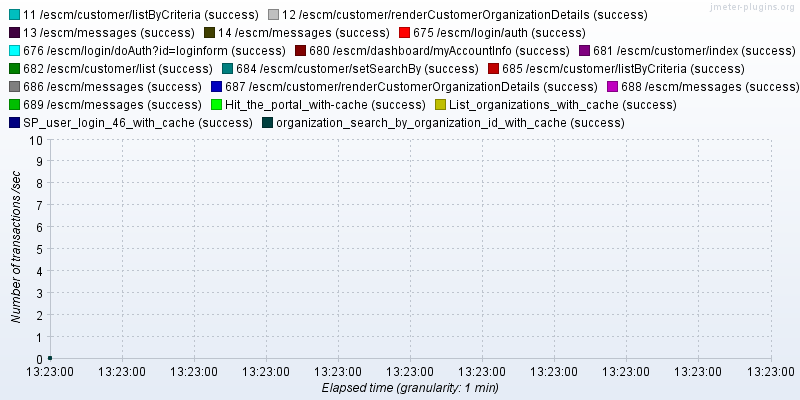 jmeter-plugins.org
11 /escm/customer/listByCriteria (success) 12 /escm/customer/renderCustomerOrganizationDetails (success)
13 /escm/messages (success) 14 /escm/messages (success) 675 /escm/login/auth (success)
676 /escm/login/doAuth?id=loginform (success) 680 /escm/dashboard/myAccountInfo (success) 681 /escm/customer/index (success)
682 /escm/customer/list (success) 684 /escm/customer/setSearchBy (success) 685 /escm/customer/listByCriteria (success)
686 /escm/messages (success) 687 /escm/customer/renderCustomerOrganizationDetails (success) 688 /escm/messages (success)
689 /escm/messages (success) Hit_the_portal_with-cache (success) List_organizations_with_cache (success)
SP_user_login_46_with_cache (success) organization_search_by_organization_id_with_cache (success)
Number of transactions /sec
10
9
8
7
6
5
4
3
2
1
0
13:23:00 13:23:00 13:23:00 13:23:00 13:23:00 13:23:00 13:23:00 13:23:00 13:23:00 13:23:00 13:23:00
Elapsed time (granularity: 1 min)